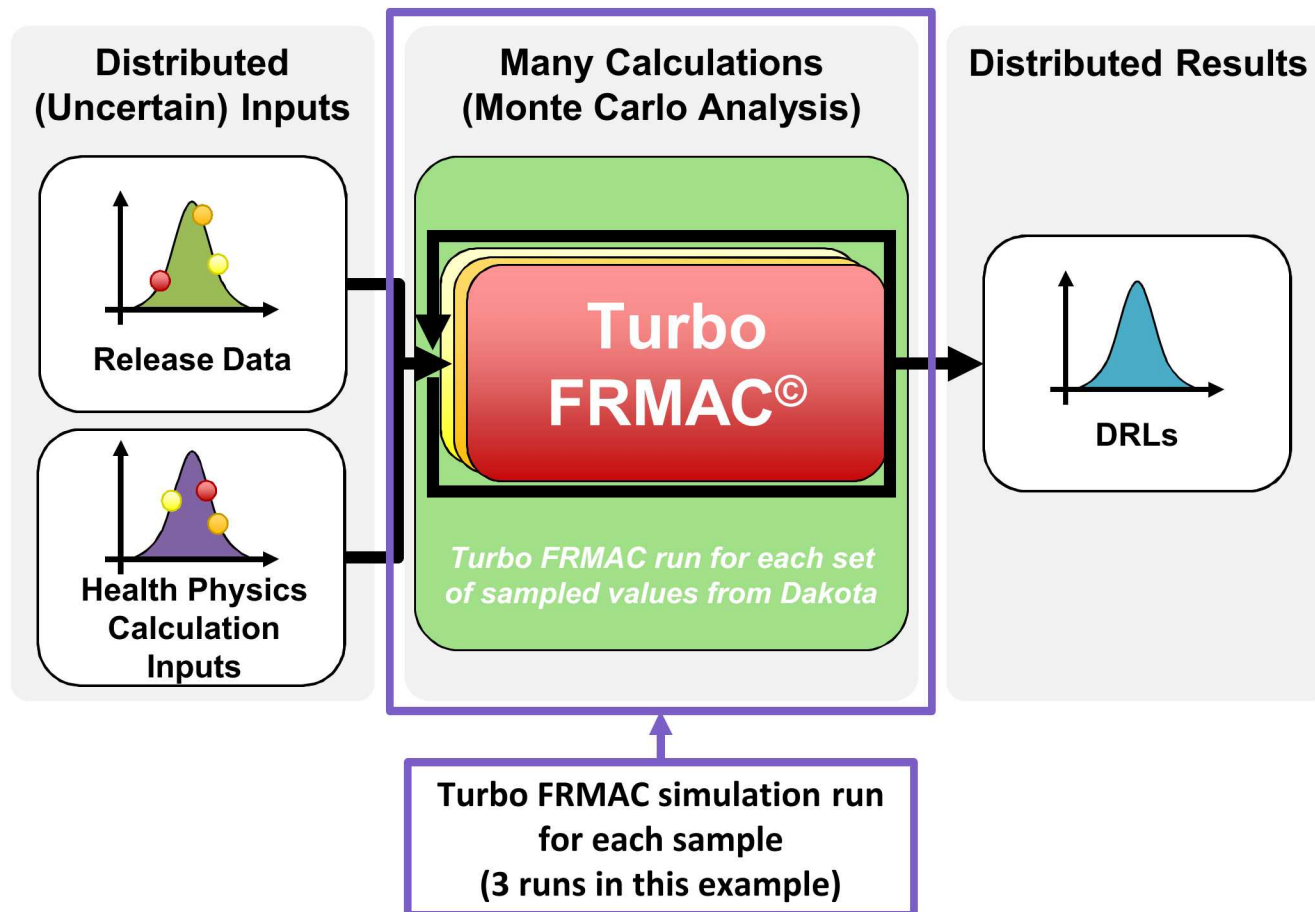 Distributed
(Uncertain) Inputs
Release Data
Health Physics
Calculation
Inputs
Many Calculations
(Monte Carlo Analysis)
Turbo
FRMAC©
Turbo FRMAC run for each set
of sampled values from Dakota
Distributed Results
DRLs
Turbo FRMAC simulation run
for each sample
(3 runs in this example)